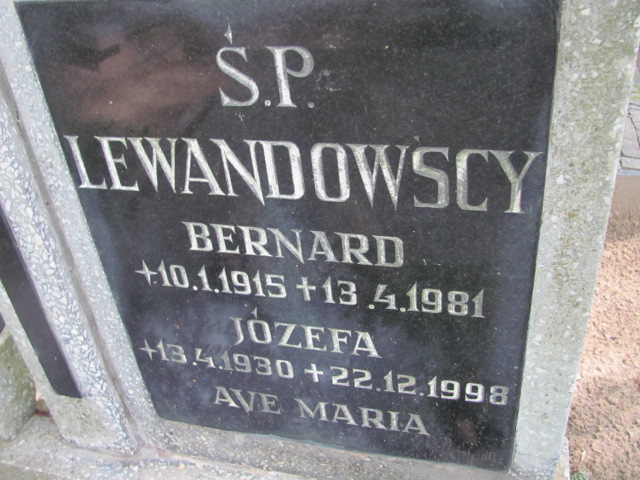 Ś.P.
LEWANDOWSCY
BERNARD
+10.1.1915 +13.4.1981
JÓZEFA
+13.4.1930 +22.12.1998
AVE MARIA